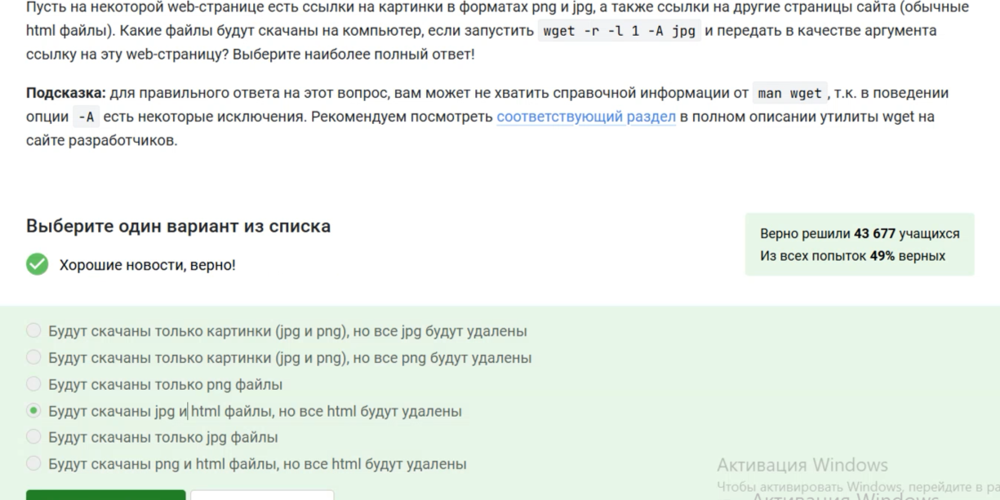 Пусть на некоторой web-странице есть ссылки на картинки в форматах png и jpg, а также ссылки на другие страницы сайта (обычные
html файлы). Какие файлы будут скачаны на компьютер, если запустить wget -r -l 1 -A jpg и передать в качестве аргумента
ссылку на эту web-страницу? Выберите наиболее полный ответ!
Подсказка: для правильного ответа на этот вопрос, вам может не хватить справочной информации от man wget, т.к. в поведении
опции -A есть некоторые исключения. Рекомендуем посмотреть соответствующий раздел в полном описании утилиты wget на
сайте разработчиков.
Выберите один вариант из списка
Верно решили 43 677 учащихся
Из всех попыток 49% верных
Хорошие новости, верно!
Будут скачаны только картинки (jpg и png), но все jpg будут удалены
Будут скачаны только картинки (jpg и png), но все png будут удалены
Будут скачаны только png файлы
Будут скачаны jpg и html файлы, но все html будут удалены
Будут скачаны только jpg файлы
Будут скачаны png и html файлы, но все html будут удалены
Активация Windows
Чтобы активировать Windows, перейдите в
Активация Windows